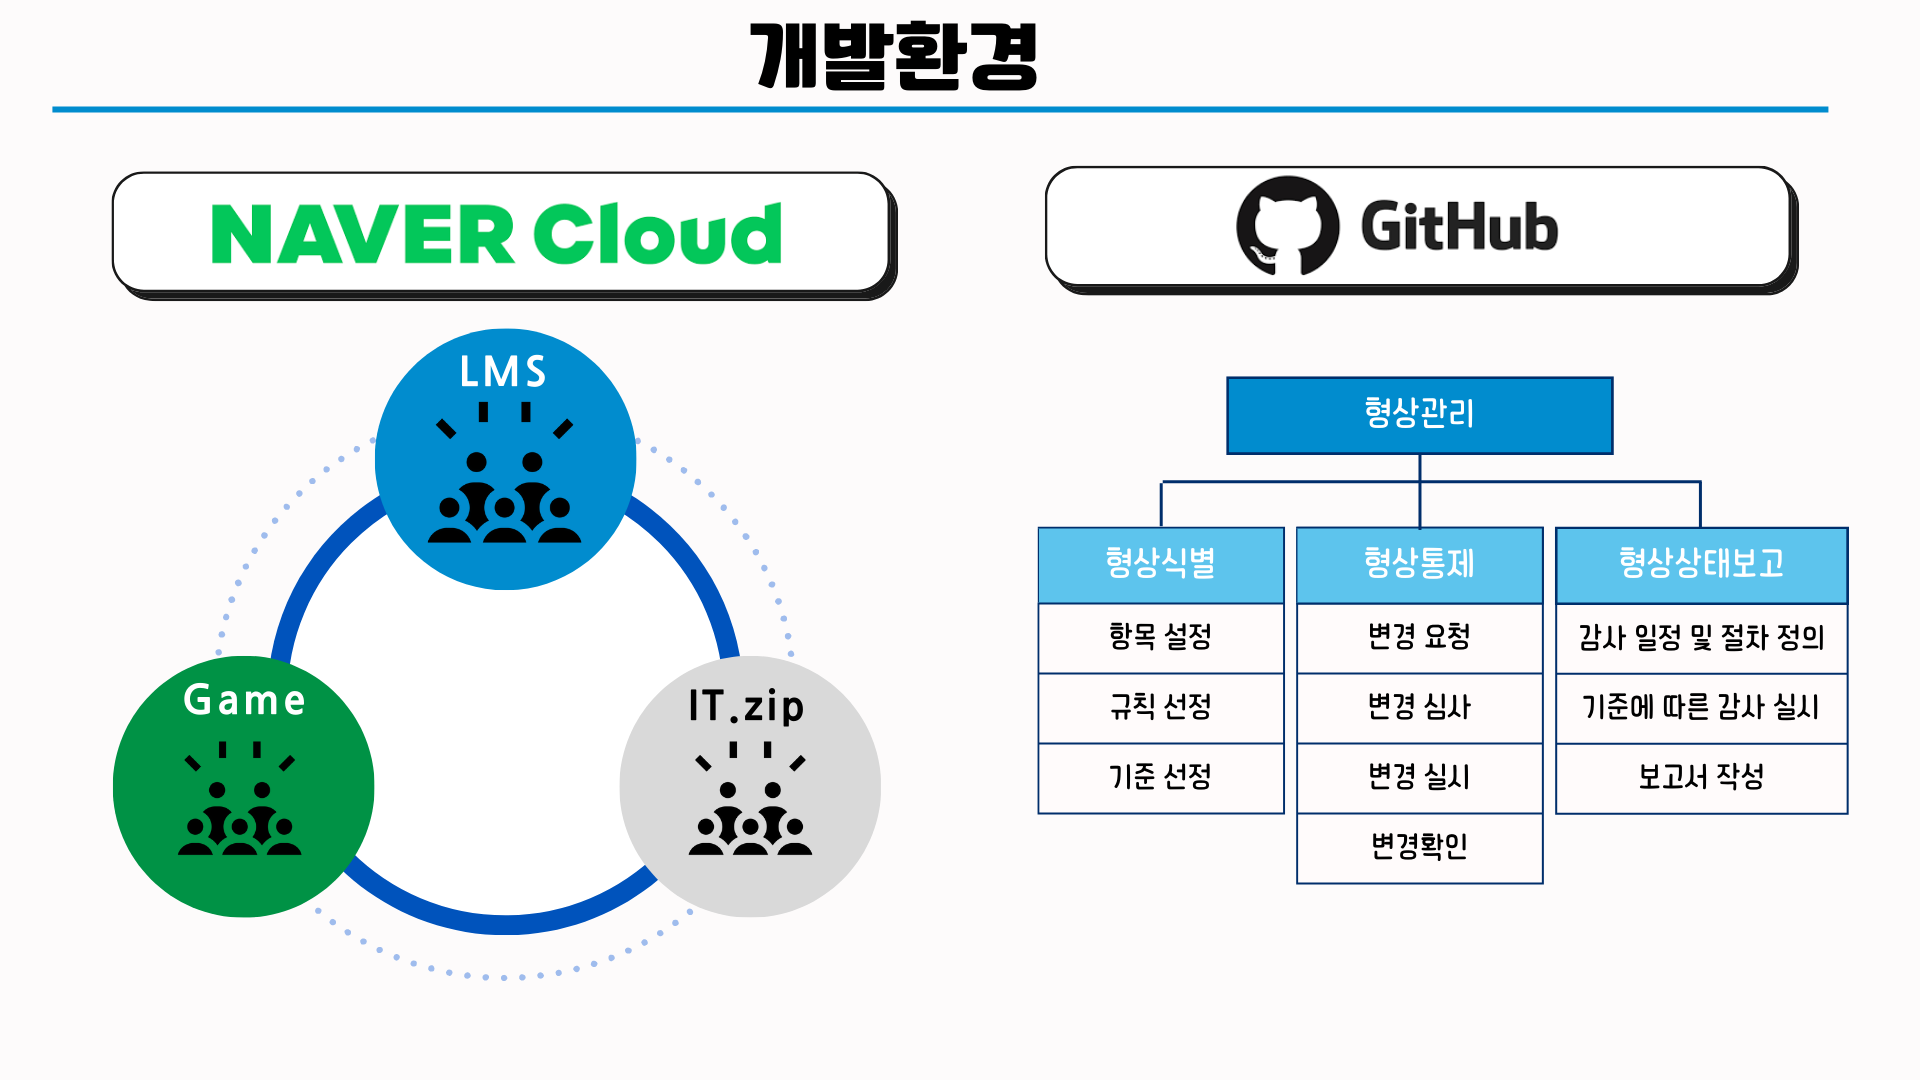 개발환경
NAVER Cloud
LMS
Game
IT.zip
GitHub
형상관리
형상식별
항목 설정
규칙 선정
기준 선정
형상통제
변경 요청
변경 심사
변경 실시
변경확인
형상상태보고
감사 일정 및 절차 정의
기준에 따른 감사 실시
보고서 작성